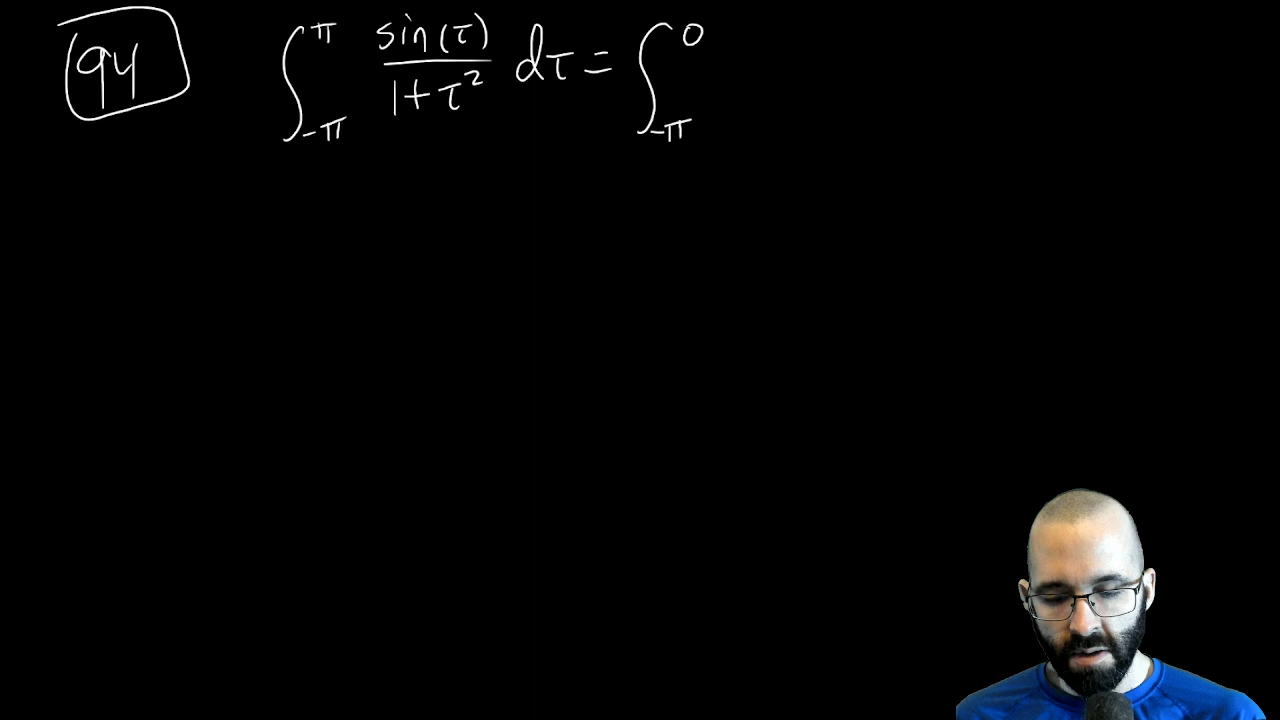 94 ∫_{-π}^{π} sin(τ)/(1+τ²) dτ = ∫_{-π}^{0}